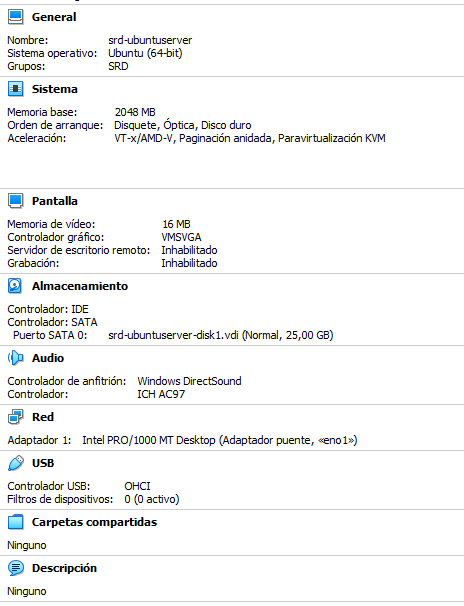 General
Nombre: srd-ubuntuserver
Sistema operativo: Ubuntu (64-bit)
Grupos: SRD
Sistema
Memoria base: 2048 MB
Orden de arranque: Disquete, Óptica, Disco duro
Aceleración: VT-x/AMD-V, Paginación anidada, Paravirtualización KVM
Pantalla
Memoria de vídeo: 16 MB
Controlador gráfico: VMSVGA
Servidor de escritorio remoto: Inhabilitado
Grabación: Inhabilitado
Almacenamiento
Controlador: IDE
Controlador: SATA
Puerto SATA 0: srd-ubuntuserver-disk1.vdi (Normal, 25,00 GB)
Audio
Controlador de anfitrión: Windows DirectSound
Controlador: ICH AC97
Red
Adaptador 1: Intel PRO/1000 MT Desktop (Adaptador puente, «eno1»)
USB
Controlador USB: OHCI
Filtros de dispositivos: 0 (0 activo)
Carpetas compartidas
Ninguno
Descripción
Ninguno